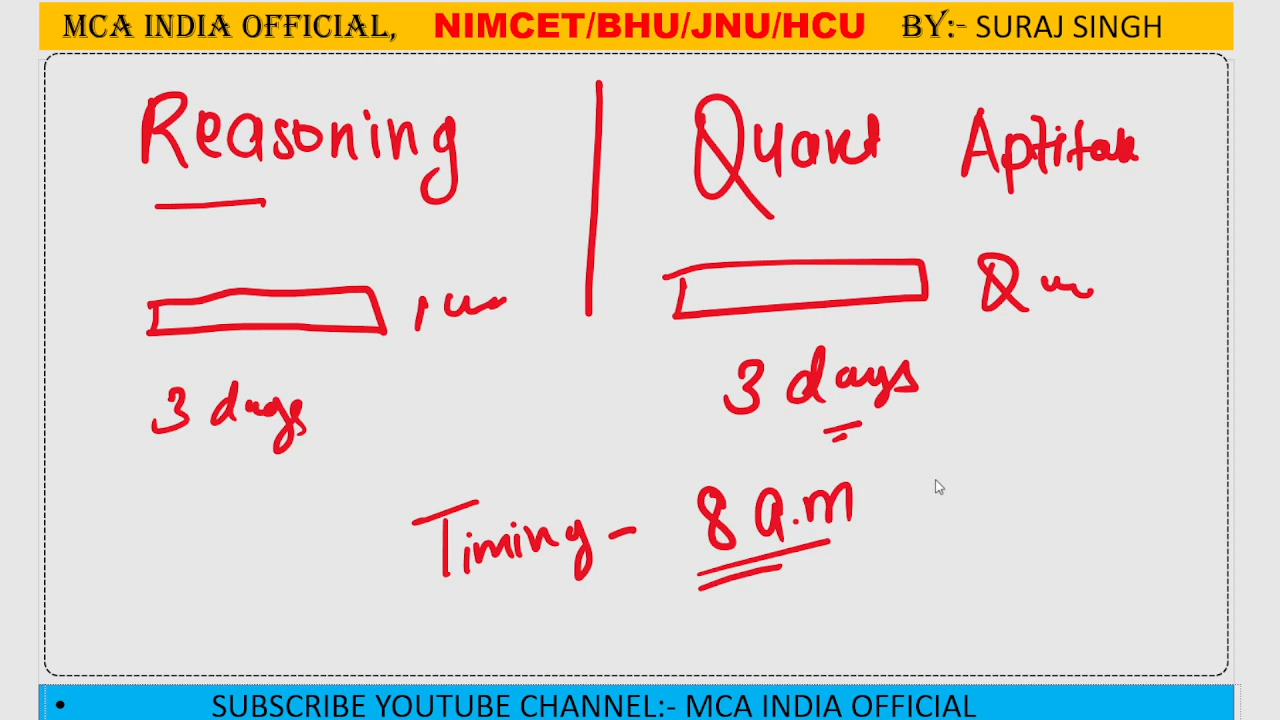 MCA INDIA OFFICIAL, NIMCET/BHU/JNU/HCU BY:- SURAJ SINGH
Reasoning
Quant Aptitude
3 days
3 days
Timing - 8 a.m
• SUBSCRIBE YOUTUBE CHANNEL:- MCA INDIA OFFICIAL